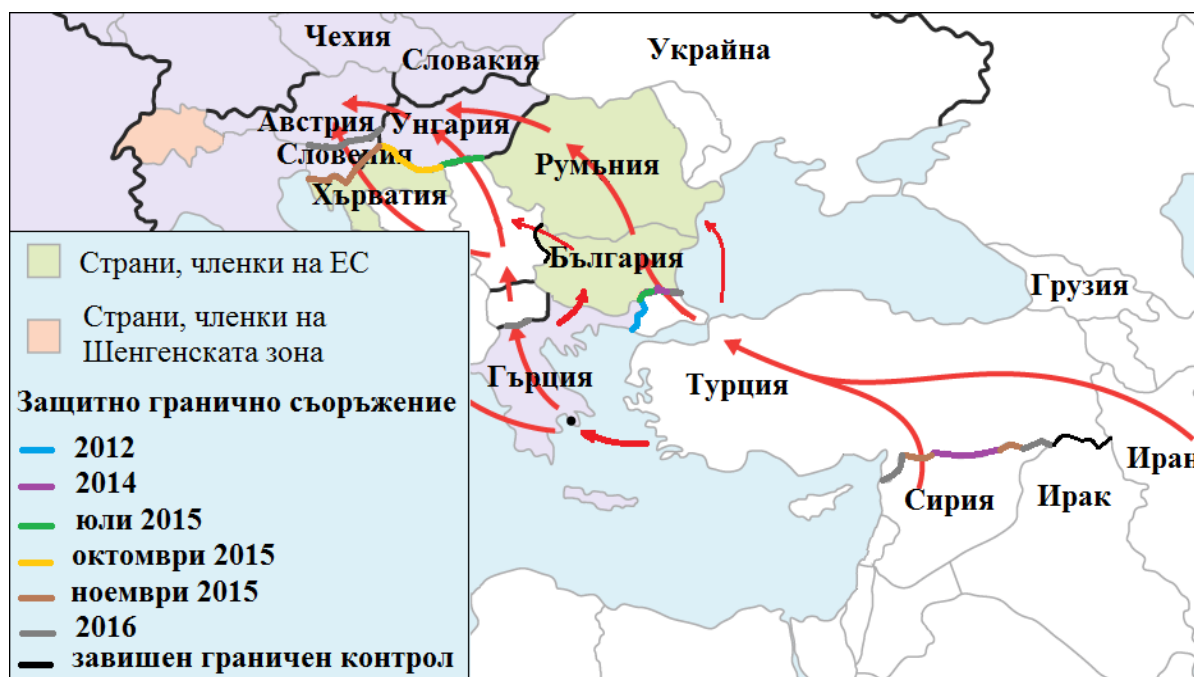 Чехия
Словакия
Украйна
Австрия
Унгария
Словения
Румъния
Хърватия
България
Грузия
Гърция
Турция
Иран
Сирия
Ирак
Страни, членки на ЕС
Страни, членки на
Шенгенската зона
Защитно гранично съоръжение
2012
2014
юли 2015
октомври 2015
ноември 2015
2016
завишен граничен контрол